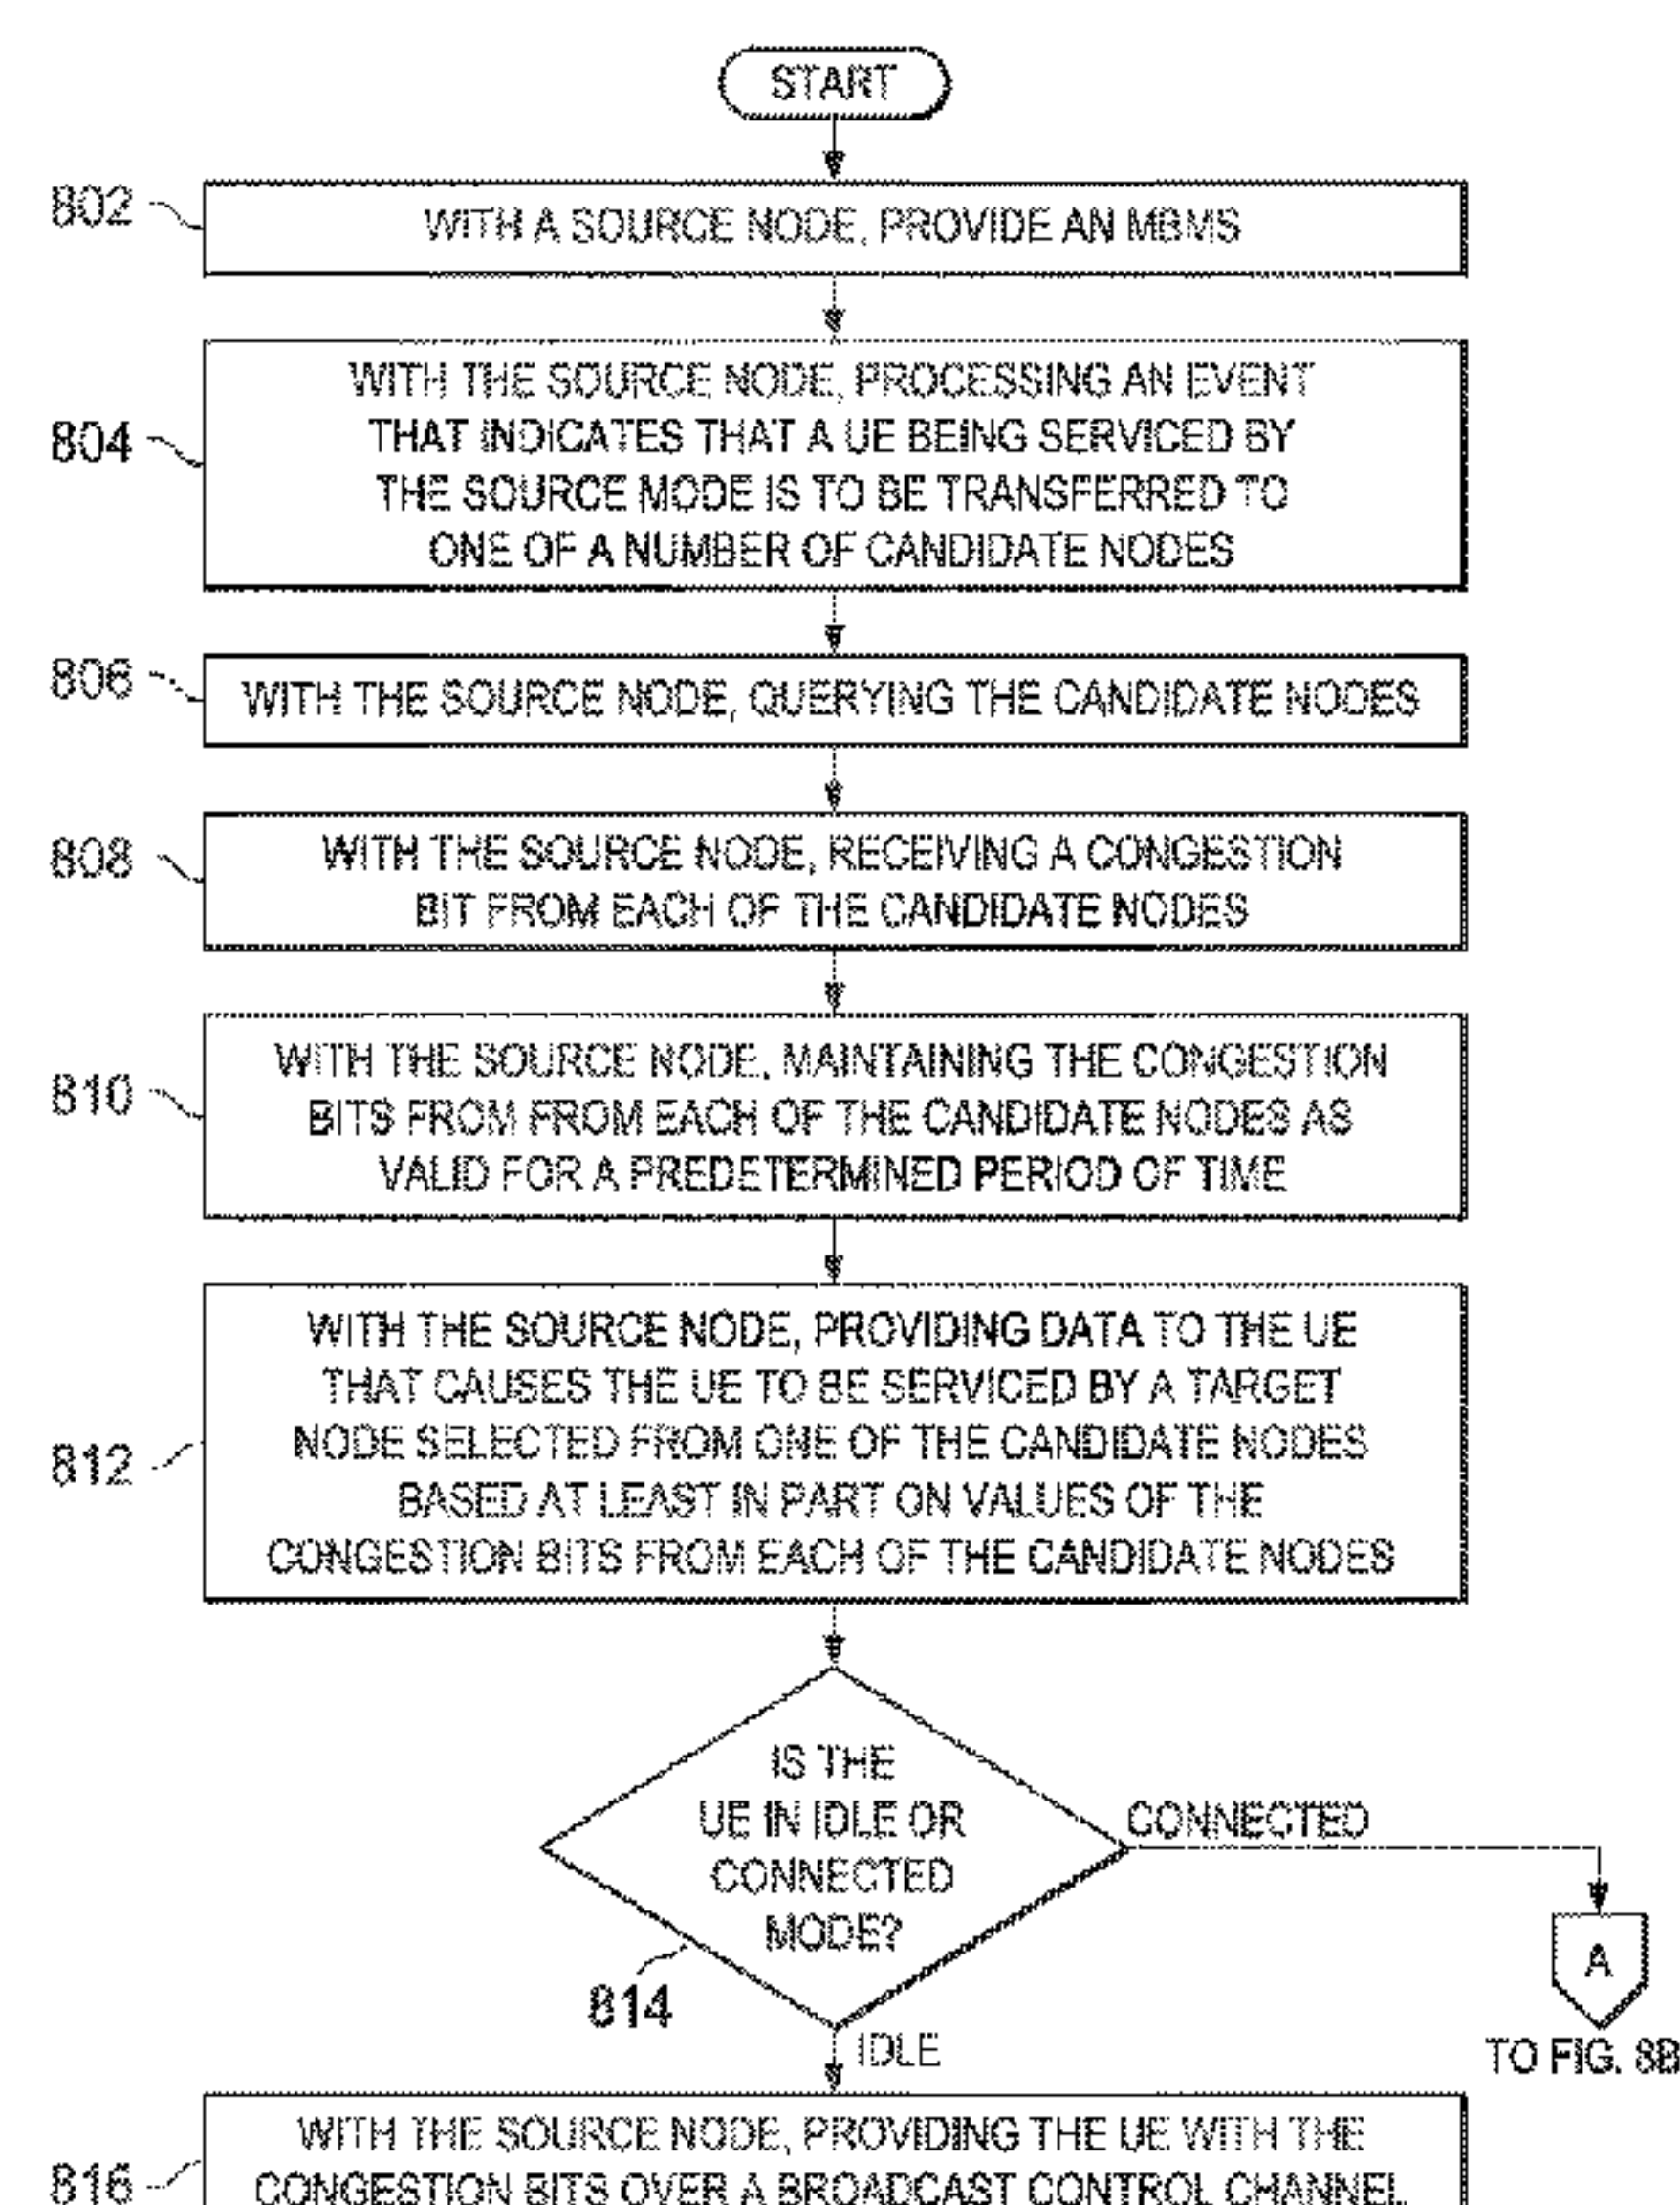 START
802
WITH A SOURCE NODE, PROVIDE AN MBMS
804
WITH THE SOURCE NODE, PROCESSING AN EVENT
THAT INDICATES THAT A UE BEING SERVICED BY
THE SOURCE MODE IS TO BE TRANSFERRED TO
ONE OF A NUMBER OF CANDIDATE NODES
806
WITH THE SOURCE NODE, QUERYING THE CANDIDATE NODES
808
WITH THE SOURCE NODE, RECEIVING A CONGESTION
BIT FROM EACH OF THE CANDIDATE NODES
810
WITH THE SOURCE NODE, MAINTAINING THE CONGESTION
BITS FROM FROM EACH OF THE CANDIDATE NODES AS
VALID FOR A PREDETERMINED PERIOD OF TIME
812
WITH THE SOURCE NODE, PROVIDING DATA TO THE UE
THAT CAUSES THE UE TO BE SERVICED BY A TARGET
NODE SELECTED FROM ONE OF THE CANDIDATE NODES
BASED AT LEAST IN PART ON VALUES OF THE
CONGESTION BITS FROM EACH OF THE CANDIDATE NODES
IS THE
UE IN IDLE OR
CONNECTED
MODE?
814
CONNECTED
A
TO FIG. 8B
IDLE
816
WITH THE SOURCE NODE, PROVIDING THE UE WITH THE
CONGESTION BITS OVER A BROADCAST CONTROL CHANNEL